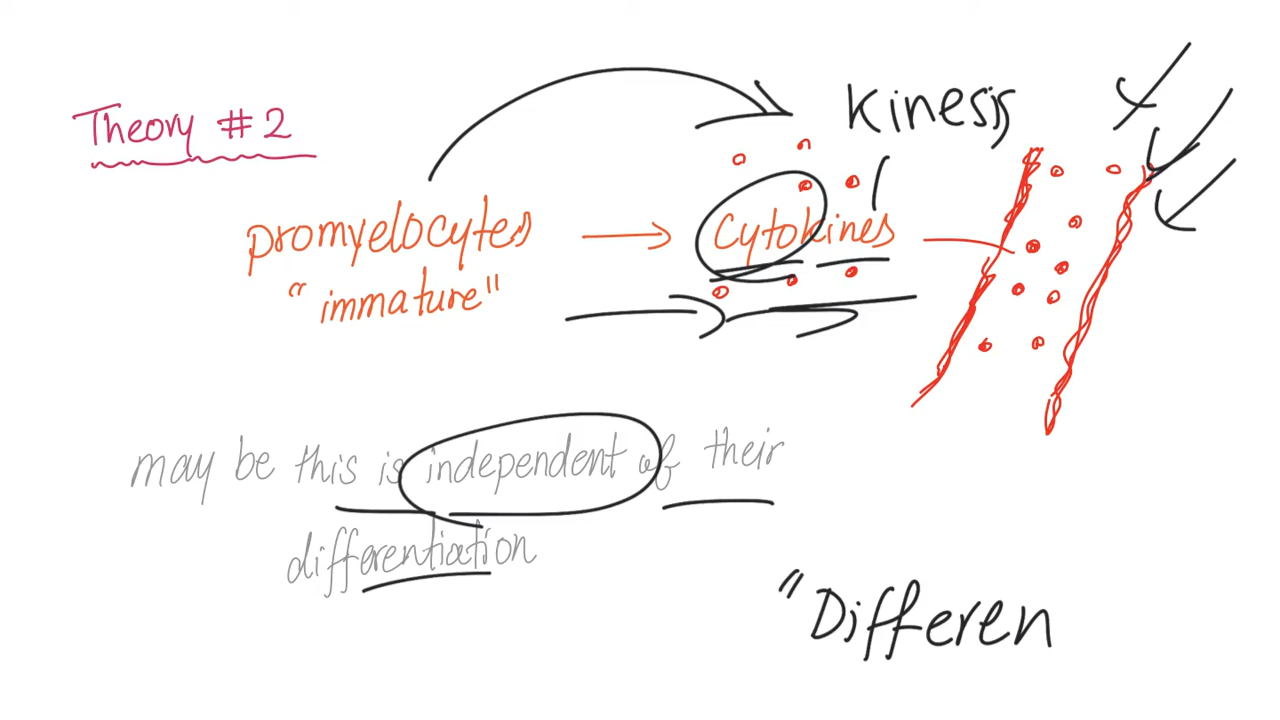 Theory #2
Kinesis
promyelocytes → Cytokines
"immature"
may be this is independent of their
differentiation
"Differen